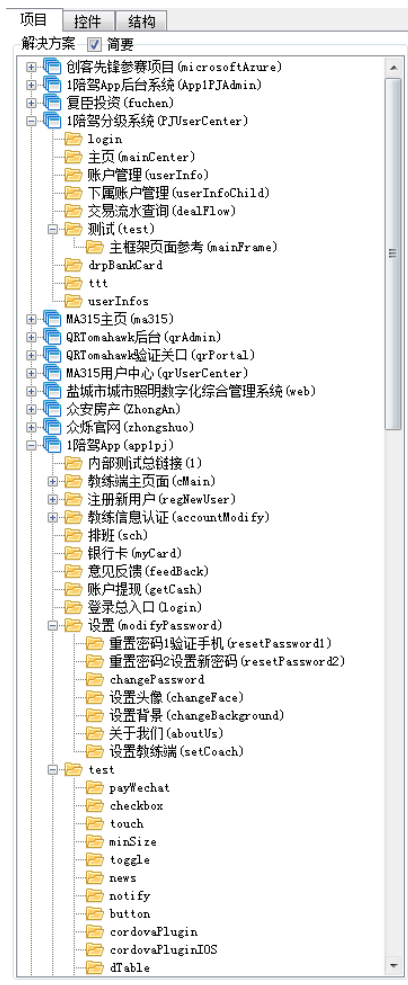 项目 控件 结构
解决方案 简要
创客先锋参赛项目(microsoftAzure)
1陪驾App后台系统(App1PJAdmin)
复臣投资(fuchen)
1陪驾分级系统(PJUserCenter)
login
主页(mainCenter)
账户管理(userInfo)
下属账户管理(userInfoChild)
交易流水查询(dealFlow)
测试(test)
主框架页面参考(mainFrame)
drpBankCard
ttt
userInfos
MA315主页(ma315)
QRTomahawk后台(qrAdmin)
QRTomahawk验证关口(qrPortal)
MA315用户中心(qrUserCenter)
盐城市城市照明数字化综合管理系统(web)
众安房产(ZhongAn)
众烁官网(zhongshuo)
1陪驾App(app1pj)
内部测试总链接(1)
教练端主页面(cMain)
注册新用户(regNewUser)
教练信息认证(accountModify)
排班(sch)
银行卡(myCard)
意见反馈(feedBack)
账户提现(getCash)
登录总入口(Login)
设置(modifyPassword)
重置密码1验证手机(resetPassword1)
重置密码2设置新密码(resetPassword2)
changePassword
设置头像(changeFace)
设置背景(changeBackground)
关于我们(aboutUs)
设置教练端(setCoach)
test
payWechat
checkbox
touch
minSize
toggle
news
notify
button
cordovaPlugin
cordovaPluginIOS
dTable